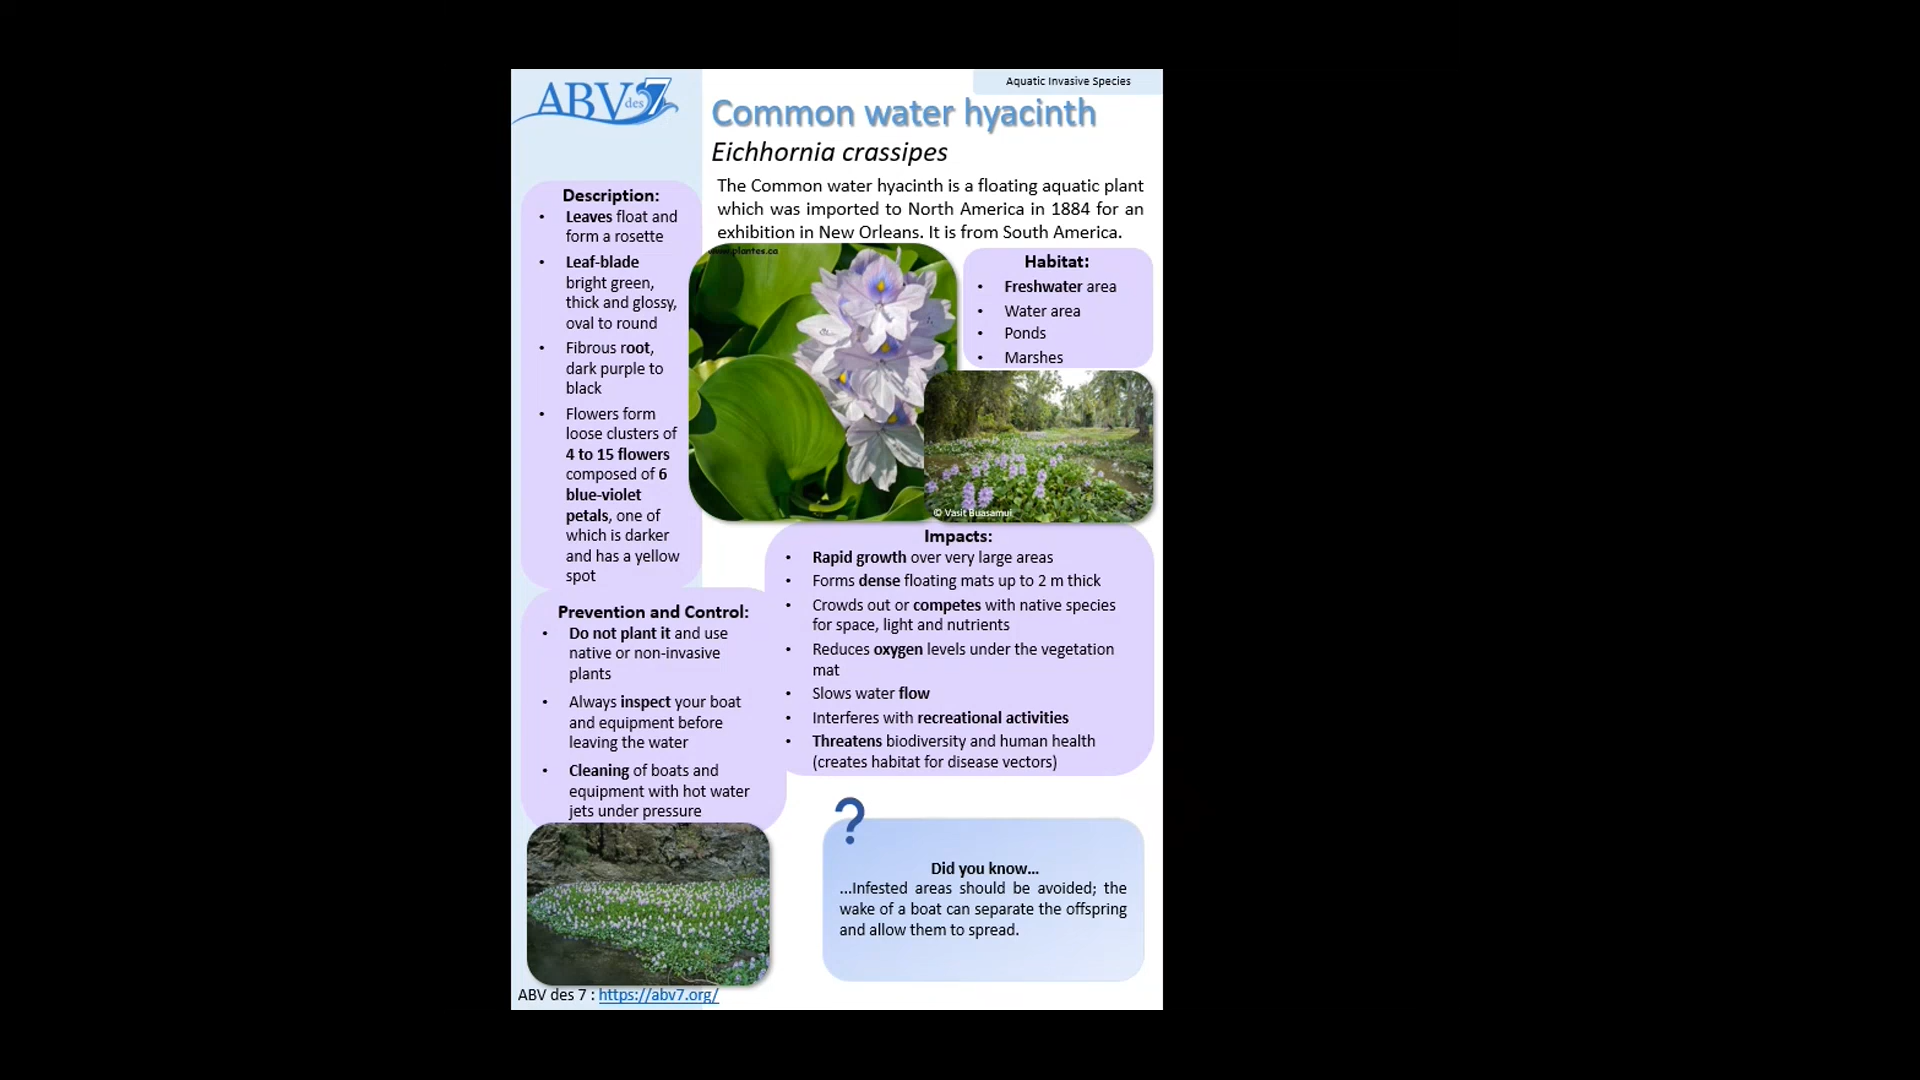 ABV des 7
Aquatic Invasive Species
Common water hyacinth
Eichhornia crassipes
The Common water hyacinth is a floating aquatic plant
which was imported to North America in 1884 for an
exhibition in New Orleans. It is from South America.
Description:
• Leaves float and
form a rosette
• Leaf-blade
bright green,
thick and glossy,
oval to round
• Fibrous root,
dark purple to
black
• Flowers form
loose clusters of
4 to 15 flowers
composed of 6
blue-violet
petals, one of
which is darker
and has a yellow
spot
www.plantes.ca
Habitat:
• Freshwater area
• Water area
• Ponds
• Marshes
© Vasit Buasamui
Impacts:
• Rapid growth over very large areas
• Forms dense floating mats up to 2 m thick
• Crowds out or competes with native species
for space, light and nutrients
• Reduces oxygen levels under the vegetation
mat
• Slows water flow
• Interferes with recreational activities
• Threatens biodiversity and human health
(creates habitat for disease vectors)
Prevention and Control:
• Do not plant it and use
native or non-invasive
plants
• Always inspect your boat
and equipment before
leaving the water
• Cleaning of boats and
equipment with hot water
jets under pressure
?
Did you know...
...Infested areas should be avoided; the
wake of a boat can separate the offspring
and allow them to spread.
ABV des 7 : https://abv7.org/